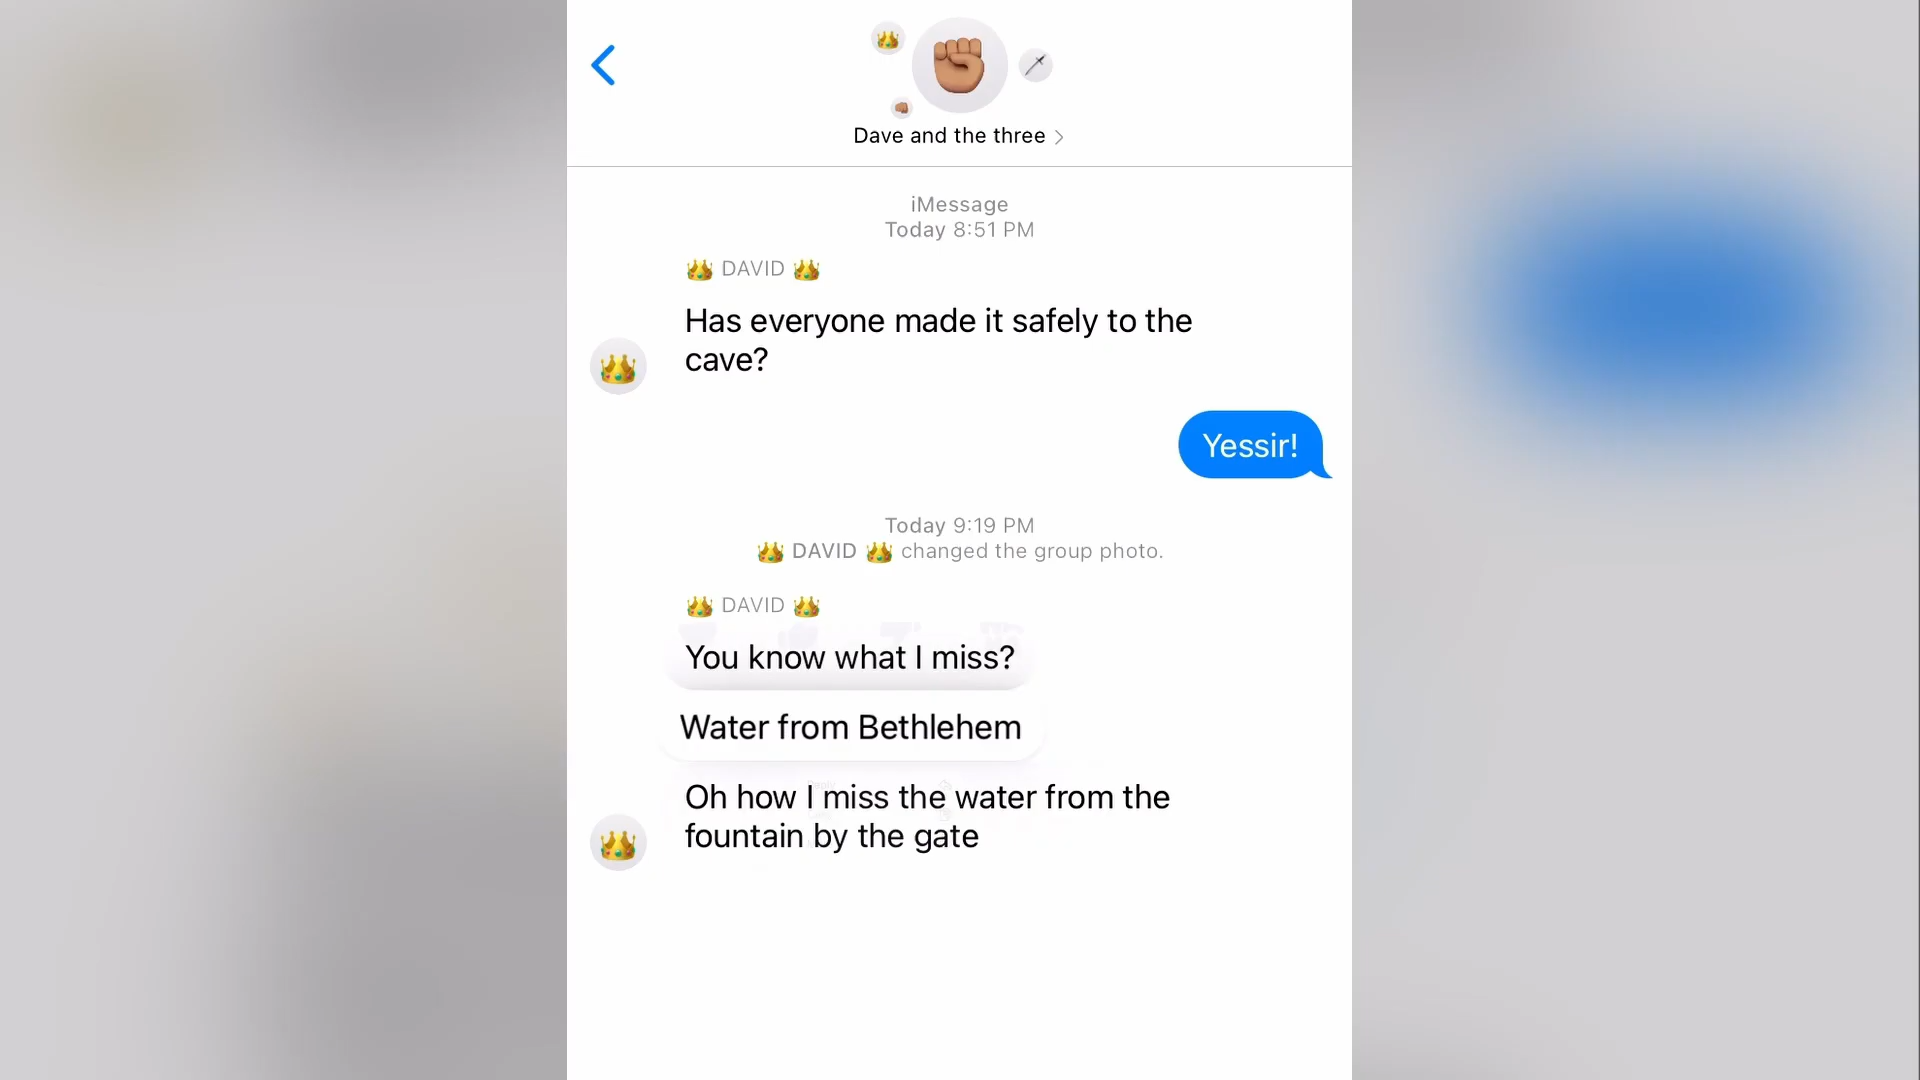 Dave and the three
iMessage
Today 8:51 PM
👑 DAVID 👑
Has everyone made it safely to the
cave?
Yessir!
Today 9:19 PM
👑 DAVID 👑 changed the group photo.
👑 DAVID 👑
You know what I miss?
Water from Bethlehem
Oh how I miss the water from the
fountain by the gate